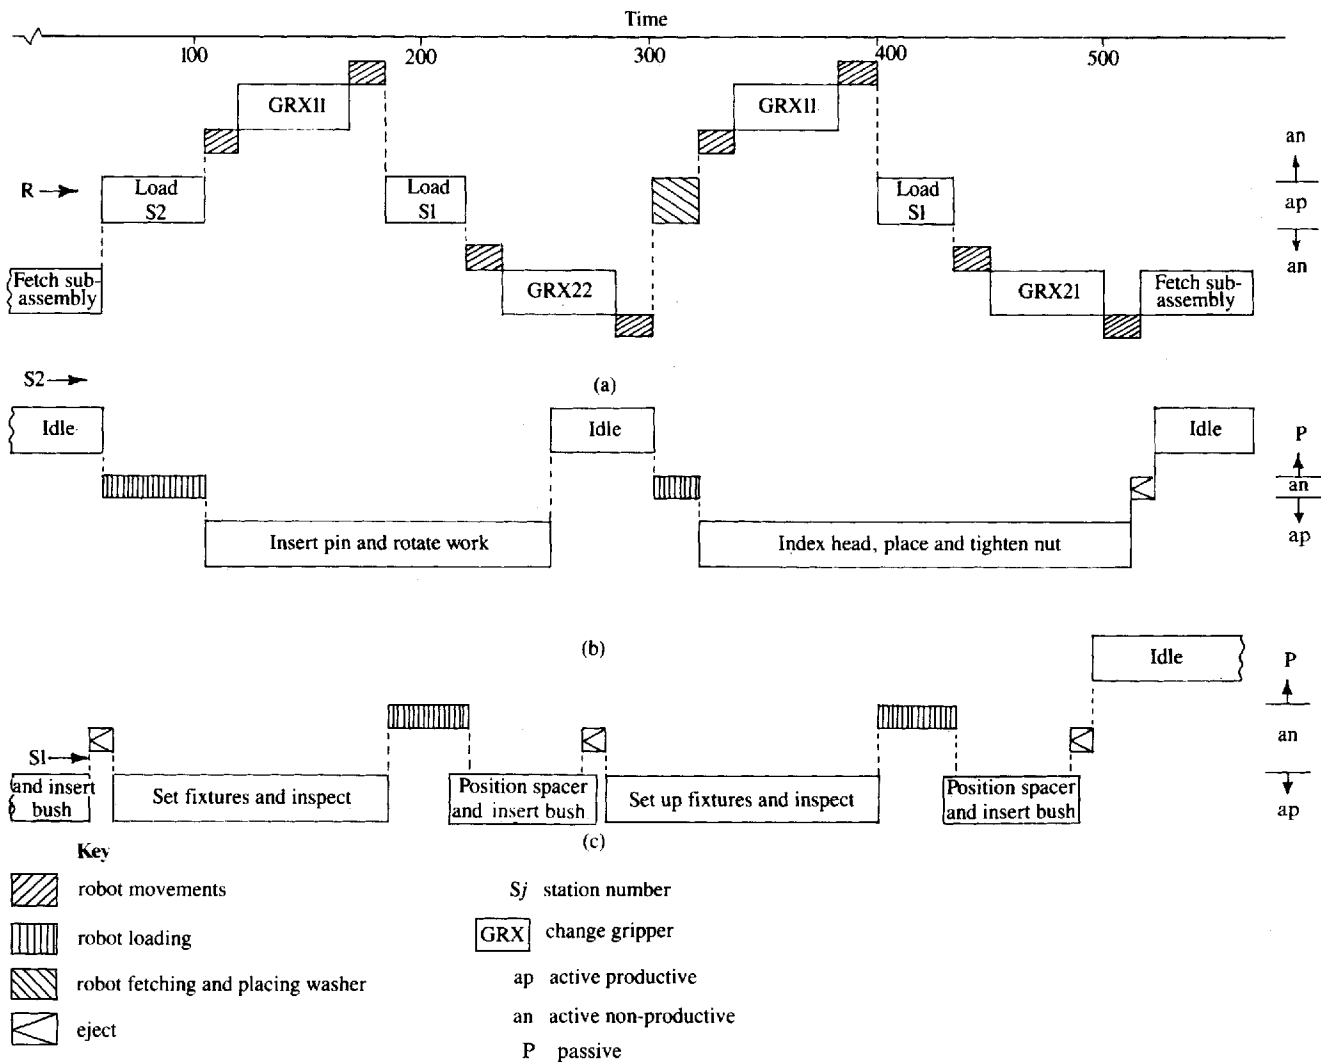 Time
100 200 300 400 500
GRX11 GRX11
an
R Load S2 Load S1 Load S1 ap
an
Fetch sub-assembly GRX22 GRX21 Fetch sub-assembly
S2
(a)
Idle Idle Idle P
an
Insert pin and rotate work Index head, place and tighten nut ap
(b)
Idle P
an
S1
and insert bush Set fixtures and inspect Position spacer and insert bush Set up fixtures and inspect Position spacer and insert bush ap
(c)
Key
robot movements
robot loading
robot fetching and placing washer
eject
Sj station number
GRX change gripper
ap active productive
an active non-productive
P passive